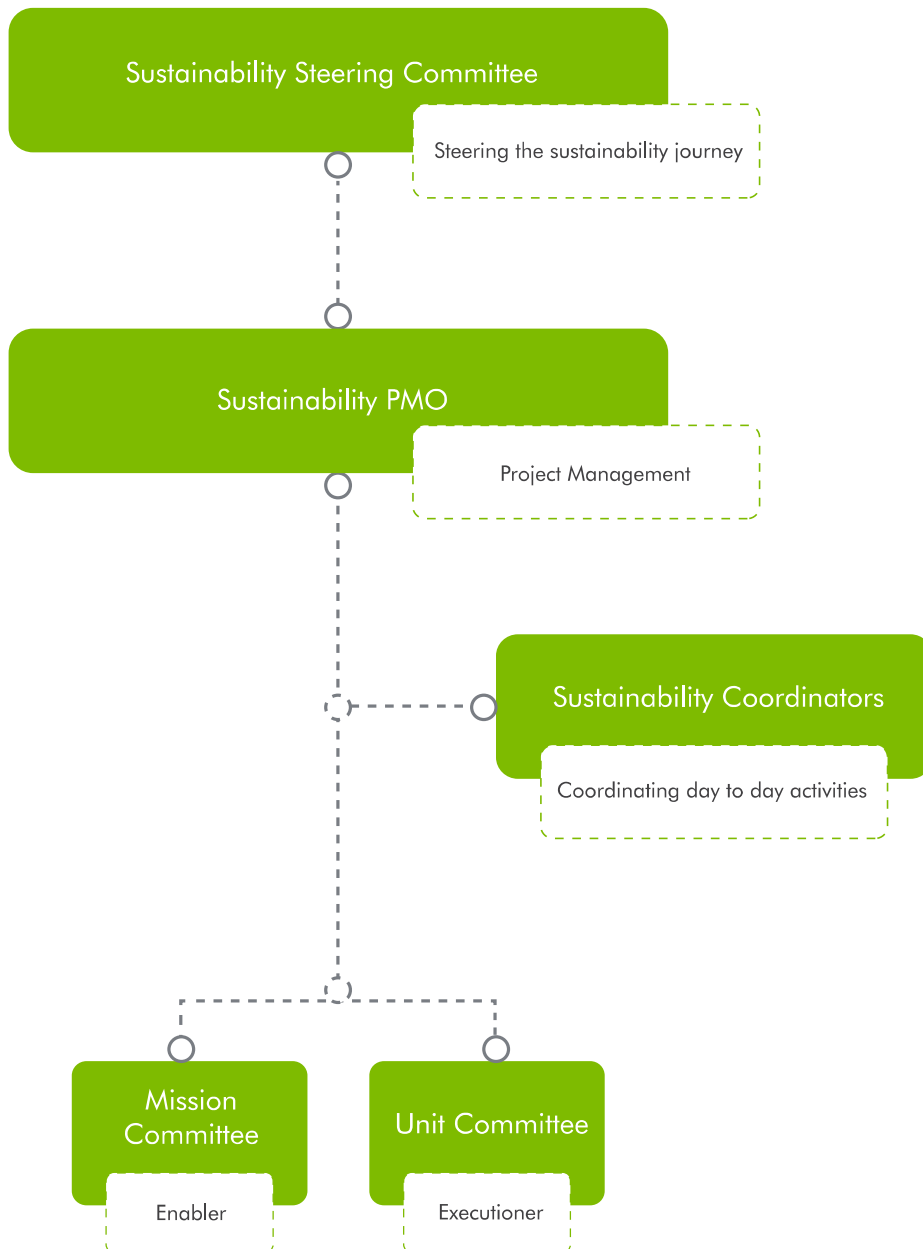 Sustainability Steering Committee
Steering the sustainability journey
Sustainability PMO
Project Management
Sustainability Coordinators
Coordinating day to day activities
Mission
Committee
Enabler
Unit Committee
Executioner